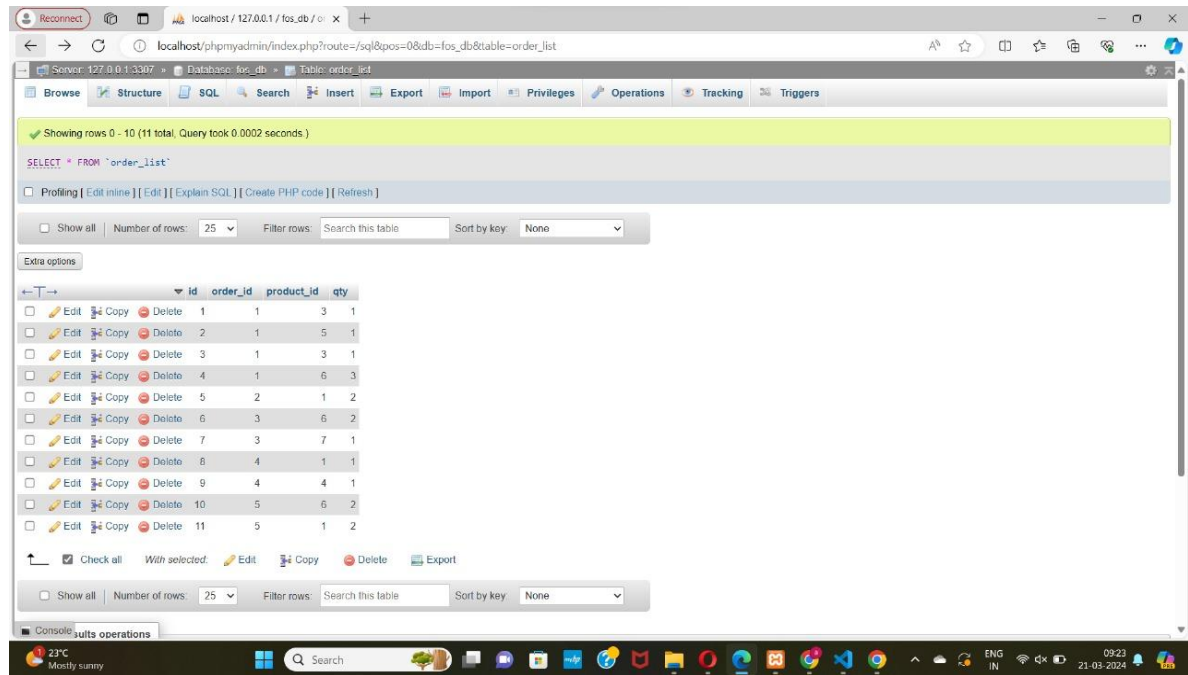 Reconnect localhost / 127.0.0.1 / fos_db / o
localhost/phpmyadmin/index.php?route=/sql&pos=0&db=fos_db&table=order_list
Server: 127.0.0.1:3307 » Database: fos_db » Table: order_list
Browse Structure SQL Search Insert Export Import Privileges Operations Tracking Triggers
Showing rows 0 - 10 (11 total, Query took 0.0002 seconds.)
SELECT * FROM `order_list`
Profiling [ Edit inline ] [ Edit ] [ Explain SQL ] [ Create PHP code ] [ Refresh ]
Show all Number of rows: 25 Filter rows: Search this table Sort by key: None
Extra options
←T→ id order_id product_id qty
Edit Copy Delete 1 1 3 1
Edit Copy Delete 2 1 5 1
Edit Copy Delete 3 1 3 1
Edit Copy Delete 4 1 6 3
Edit Copy Delete 5 2 1 2
Edit Copy Delete 6 3 6 2
Edit Copy Delete 7 3 7 1
Edit Copy Delete 8 4 1 1
Edit Copy Delete 9 4 4 1
Edit Copy Delete 10 5 6 2
Edit Copy Delete 11 5 1 2
Check all With selected: Edit Copy Delete Export
Show all Number of rows: 25 Filter rows: Search this table Sort by key: None
Console sults operations
1 23°C
Mostly sunny
Search
ENG
IN
09:23
21-03-2024